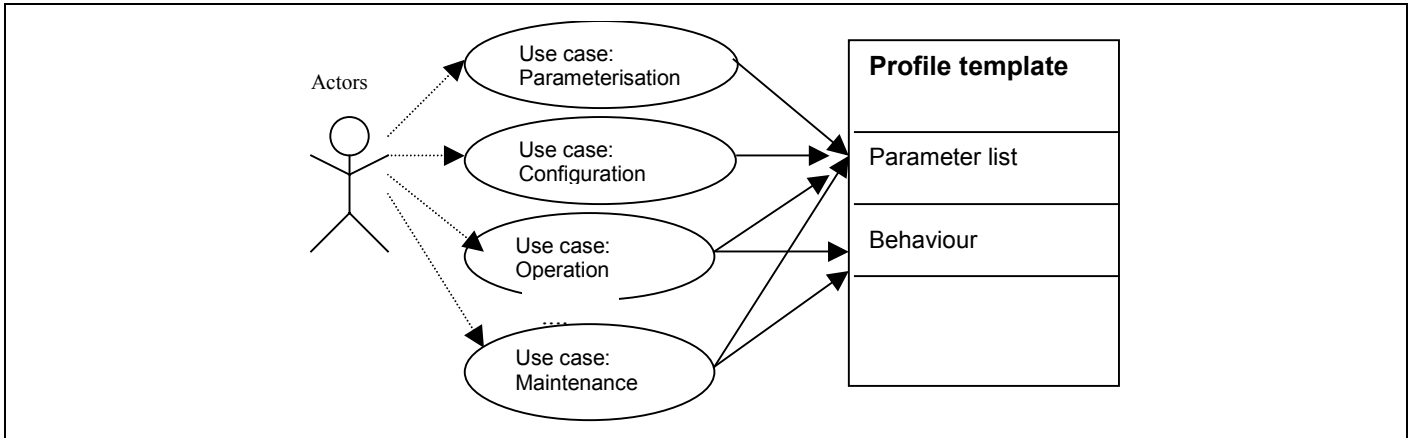 Actors
Use case:
Parameterisation
Use case:
Configuration
Use case:
Operation
....
Use case:
Maintenance
Profile template
Parameter list
Behaviour